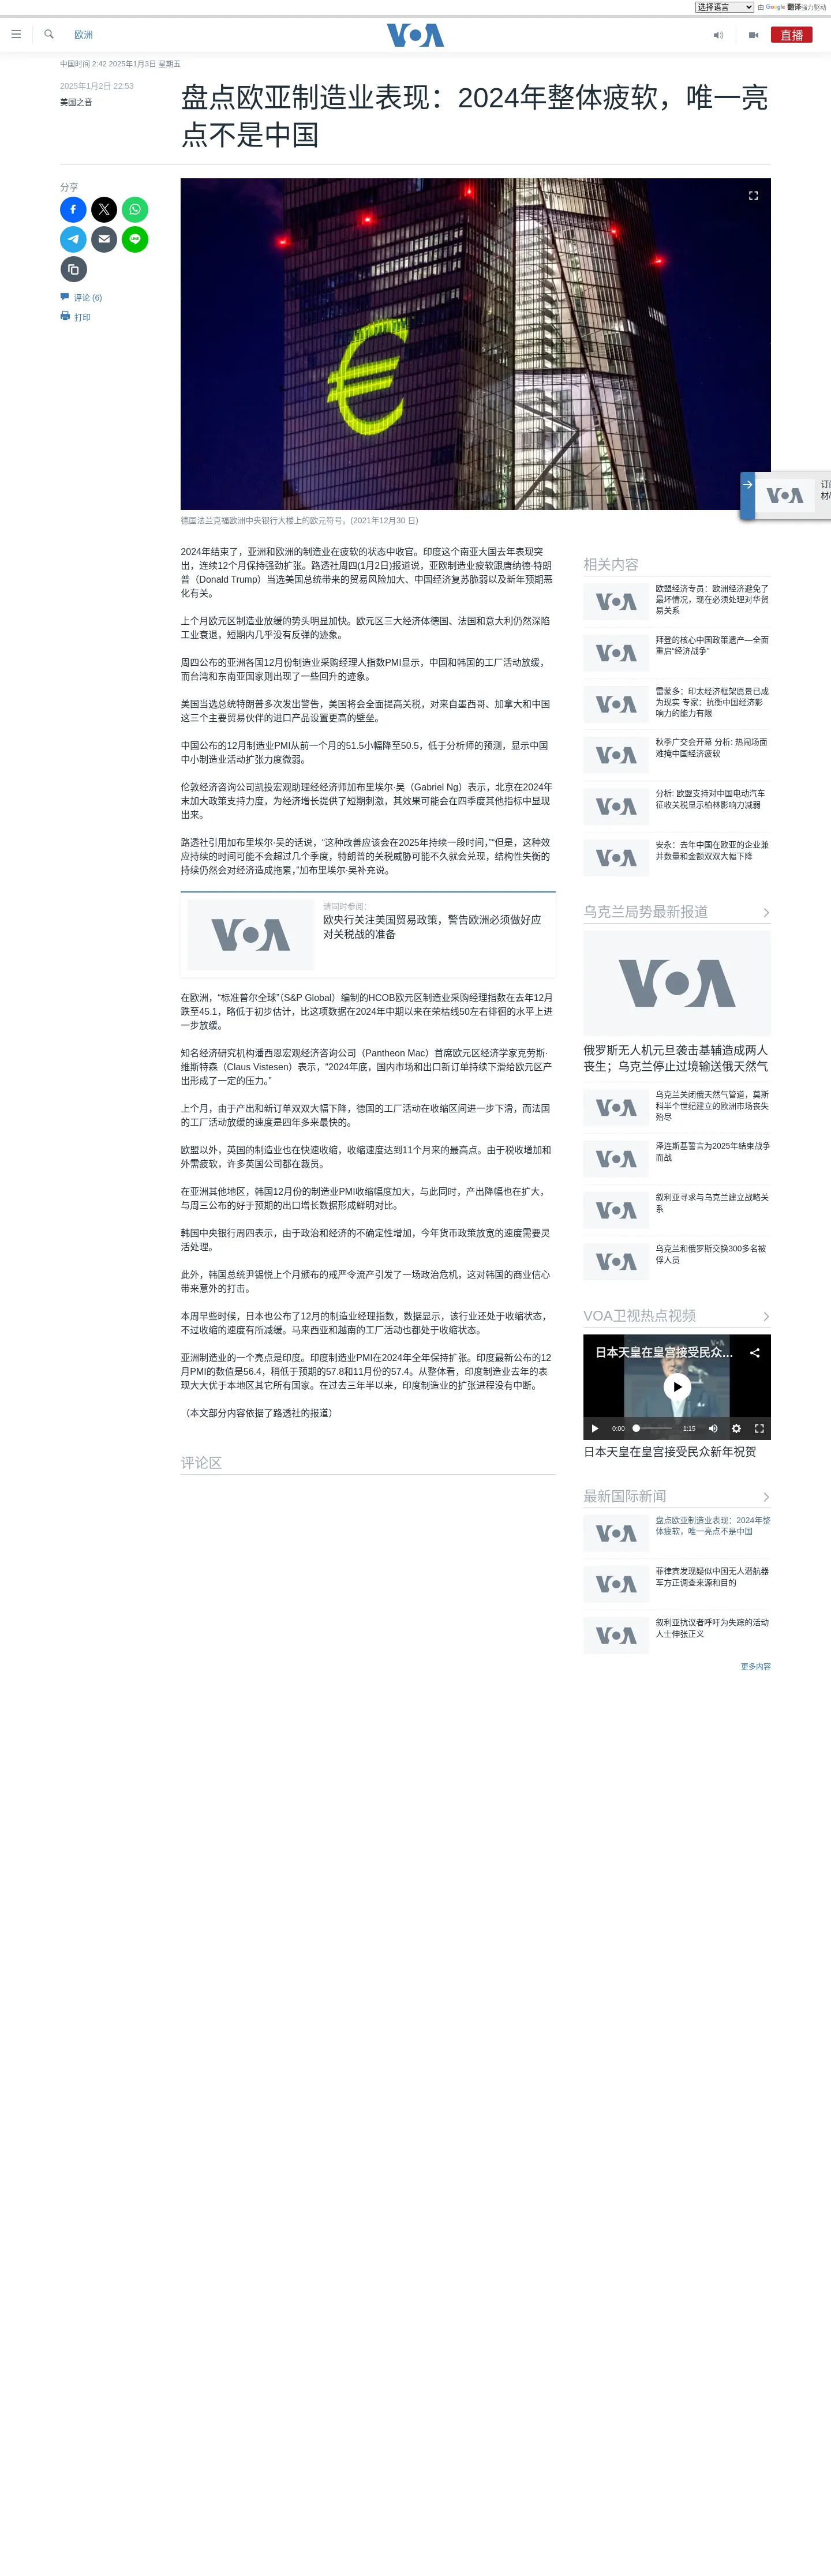 选择语言
由 Google 翻译强力驱动
欧洲
VOA
直播
中国时间 2:42 2025年1月3日 星期五
2025年1月2日 22:53
美国之音
盘点欧亚制造业表现：2024年整体疲软，唯一亮
点不是中国
分享
评论 (6)
打印
€
德国法兰克福欧洲中央银行大楼上的欧元符号。(2021年12月30 日)
订阅
材/
VOA
2024年结束了，亚洲和欧洲的制造业在疲软的状态中收官。印度这个南亚大国去年表现突
出，连续12个月保持强劲扩张。路透社周四(1月2日)报道说，亚欧制造业疲软跟唐纳德·特朗
普（Donald Trump）当选美国总统带来的贸易风险加大、中国经济复苏脆弱以及新年预期恶
化有关。
上个月欧元区制造业放缓的势头明显加快。欧元区三大经济体德国、法国和意大利仍然深陷
工业衰退，短期内几乎没有反弹的迹象。
周四公布的亚洲各国12月份制造业采购经理人指数PMI显示，中国和韩国的工厂活动放缓，
而台湾和东南亚国家则出现了一些回升的迹象。
美国当选总统特朗普多次发出警告，美国将会全面提高关税，对来自墨西哥、加拿大和中国
这三个主要贸易伙伴的进口产品设置更高的壁垒。
中国公布的12月制造业PMI从前一个月的51.5小幅降至50.5，低于分析师的预测，显示中国
中小制造业活动扩张力度微弱。
伦敦经济咨询公司凯投宏观助理经经济师加布里埃尔·吴（Gabriel Ng）表示，北京在2024年
末加大政策支持力度，为经济增长提供了短期刺激，其效果可能会在四季度其他指标中显现
出来。
路透社引用加布里埃尔·吴的话说，“这种改善应该会在2025年持续一段时间，”“但是，这种效
应持续的时间可能不会超过几个季度，特朗普的关税威胁可能不久就会兑现，结构性失衡的
持续仍然会对经济造成拖累，”加布里埃尔·吴补充说。
VOA
请同时参阅：
欧央行关注美国贸易政策，警告欧洲必须做好应
对关税战的准备
在欧洲，“标准普尔全球”（S&P Global）编制的HCOB欧元区制造业采购经理指数在去年12月
跌至45.1，略低于初步估计，比这项数据在2024年中期以来在荣枯线50左右徘徊的水平上进
一步放缓。
知名经济研究机构潘西恩宏观经济咨询公司（Pantheon Mac）首席欧元区经济学家克劳斯·
维斯特森（Claus Vistesen）表示，“2024年底，国内市场和出口新订单持续下滑给欧元区产
出形成了一定的压力。”
上个月，由于产出和新订单双双大幅下降，德国的工厂活动在收缩区间进一步下滑，而法国
的工厂活动放缓的速度是四年多来最快的。
欧盟以外，英国的制造业也在快速收缩，收缩速度达到11个月来的最高点。由于税收增加和
外需疲软，许多英国公司都在裁员。
在亚洲其他地区，韩国12月份的制造业PMI收缩幅度加大，与此同时，产出降幅也在扩大，
与周三公布的好于预期的出口增长数据形成鲜明对比。
韩国中央银行周四表示，由于政治和经济的不确定性增加，今年货币政策放宽的速度需要灵
活处理。
此外，韩国总统尹锡悦上个月颁布的戒严令流产引发了一场政治危机，这对韩国的商业信心
带来意外的打击。
本周早些时候，日本也公布了12月的制造业经理指数，数据显示，该行业还处于收缩状态，
不过收缩的速度有所减缓。马来西亚和越南的工厂活动也都处于收缩状态。
亚洲制造业的一个亮点是印度。印度制造业PMI在2024年全年保持扩张。印度最新公布的12
月PMI的数值是56.4，稍低于预期的57.8和11月份的57.4。从整体看，印度制造业去年的表
现大大优于本地区其它所有国家。在过去三年半以来，印度制造业的扩张进程没有中断。
（本文部分内容依据了路透社的报道）
评论区
相关内容
VOA
欧盟经济专员：欧洲经济避免了
最坏情况，现在必须处理对华贸
易关系
VOA
拜登的核心中国政策遗产—全面
重启“经济战争”
VOA
雷蒙多：印太经济框架愿景已成
为现实 专家：抗衡中国经济影
响力的能力有限
VOA
秋季广交会开幕 分析: 热闹场面
难掩中国经济疲软
VOA
分析: 欧盟支持对中国电动汽车
征收关税显示柏林影响力减弱
VOA
安永：去年中国在欧亚的企业兼
并数量和金额双双大幅下降
乌克兰局势最新报道
VOA
俄罗斯无人机元旦袭击基辅造成两人
丧生；乌克兰停止过境输送俄天然气
VOA
乌克兰关闭俄天然气管道，莫斯
科半个世纪建立的欧洲市场丧失
殆尽
VOA
泽连斯基誓言为2025年结束战争
而战
VOA
叙利亚寻求与乌克兰建立战略关
系
VOA
乌克兰和俄罗斯交换300多名被
俘人员
VOA卫视热点视频
日本天皇在皇宫接受民众...
VOA
0:00
1:15
日本天皇在皇宫接受民众新年祝贺
最新国际新闻
VOA
盘点欧亚制造业表现：2024年整
体疲软，唯一亮点不是中国
VOA
菲律宾发现疑似中国无人潜航器
军方正调查来源和目的
VOA
叙利亚抗议者呼吁为失踪的活动
人士伸张正义
更多内容